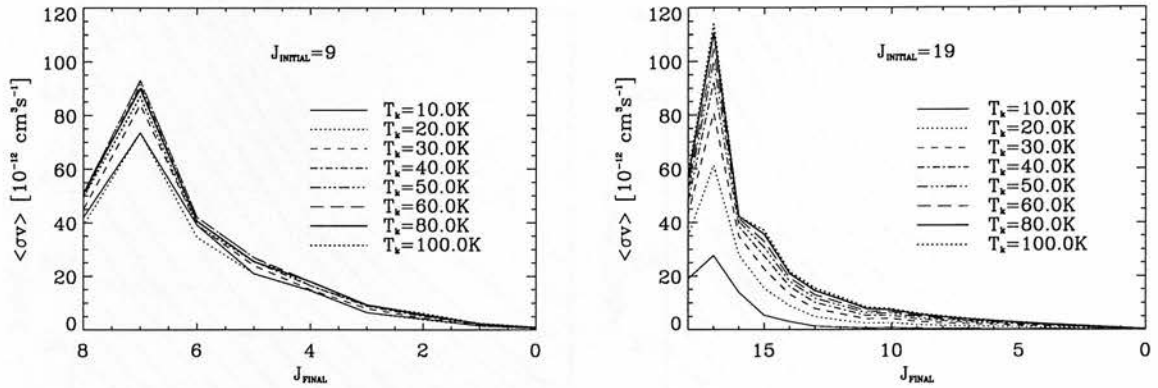 120
100
80
60
40
20
0
<σv> [10⁻¹² cm³s⁻¹]
J_INITIAL=9
T_k=10.0K
T_k=20.0K
T_k=30.0K
T_k=40.0K
T_k=50.0K
T_k=60.0K
T_k=80.0K
T_k=100.0K
8 6 4 2 0
J_FINAL
120
100
80
60
40
20
0
<σv> [10⁻¹² cm³s⁻¹]
J_INITIAL=19
T_k=10.0K
T_k=20.0K
T_k=30.0K
T_k=40.0K
T_k=50.0K
T_k=60.0K
T_k=80.0K
T_k=100.0K
15 10 5 0
J_FINAL